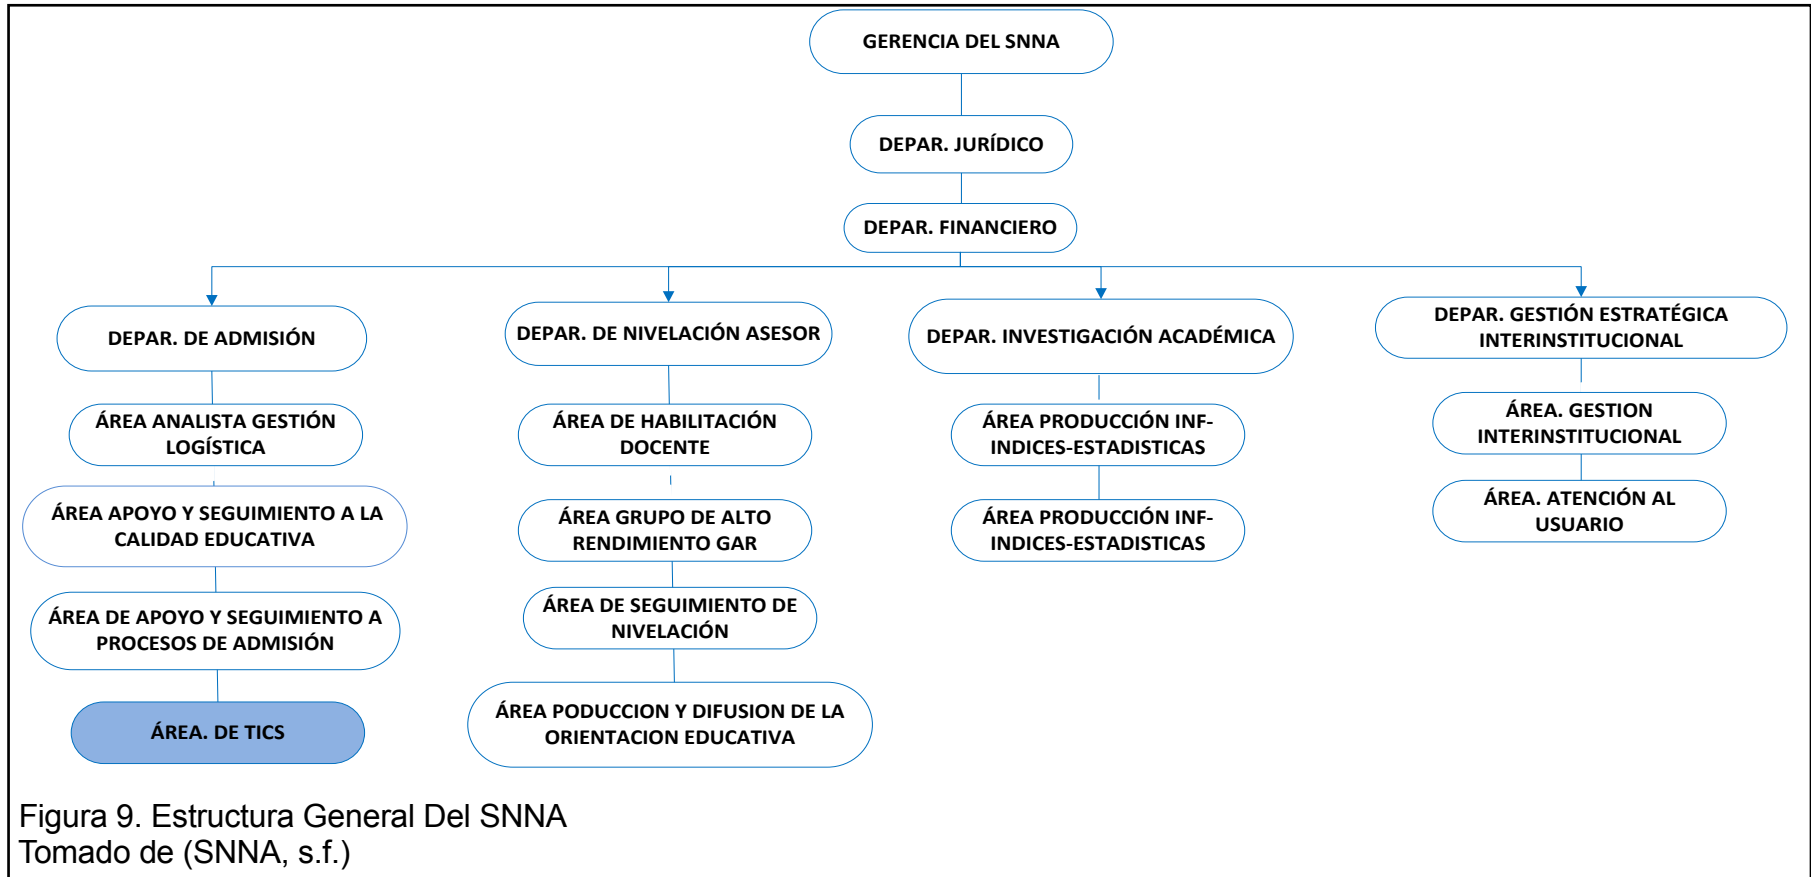 GERENCIA DEL SNNA
DEPAR. JURÍDICO
DEPAR. FINANCIERO
DEPAR. DE ADMISIÓN
ÁREA ANALISTA GESTIÓN
LOGÍSTICA
ÁREA APOYO Y SEGUIMIENTO A LA
CALIDAD EDUCATIVA
ÁREA DE APOYO Y SEGUIMIENTO A
PROCESOS DE ADMISIÓN
ÁREA. DE TICS
DEPAR. DE NIVELACIÓN ASESOR
ÁREA DE HABILITACIÓN
DOCENTE
ÁREA GRUPO DE ALTO
RENDIMIENTO GAR
ÁREA DE SEGUIMIENTO DE
NIVELACIÓN
ÁREA PODUCCION Y DIFUSION DE LA
ORIENTACION EDUCATIVA
DEPAR. INVESTIGACIÓN ACADÉMICA
ÁREA PRODUCCIÓN INF-
INDICES-ESTADISTICAS
ÁREA PRODUCCIÓN INF-
INDICES-ESTADISTICAS
DEPAR. GESTIÓN ESTRATÉGICA
INTERINSTITUCIONAL
ÁREA. GESTION
INTERINSTITUCIONAL
ÁREA. ATENCIÓN AL
USUARIO
Figura 9. Estructura General Del SNNA
Tomado de (SNNA, s.f.)